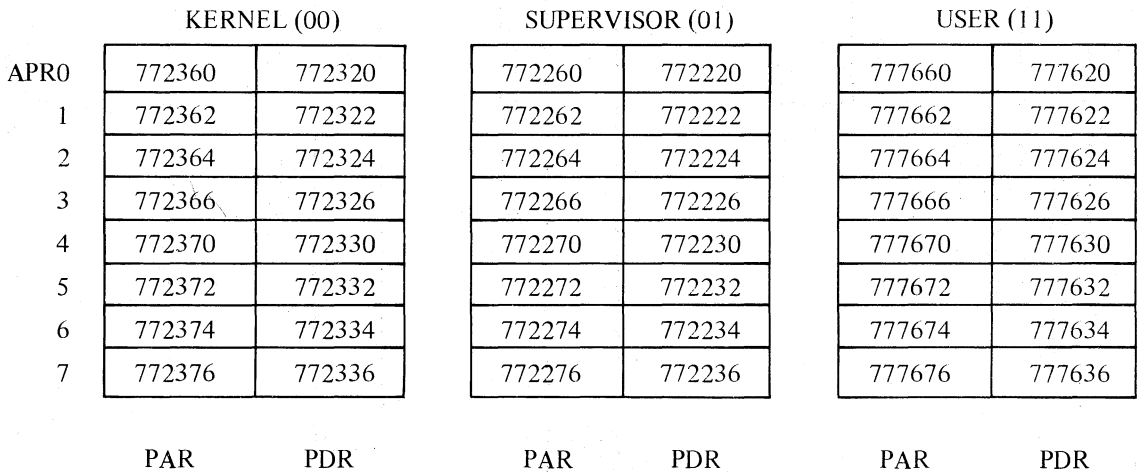 KERNEL (00) SUPERVISOR (01) USER (11)
APR0 772360 772320 772260 772220 777660 777620
1 772362 772322 772262 772222 777662 777622
2 772364 772324 772264 772224 777664 777624
3 772366 772326 772266 772226 777666 777626
4 772370 772330 772270 772230 777670 777630
5 772372 772332 772272 772232 777672 777632
6 772374 772334 772274 772234 777674 777634
7 772376 772336 772276 772236 777676 777636
PAR PDR PAR PDR PAR PDR